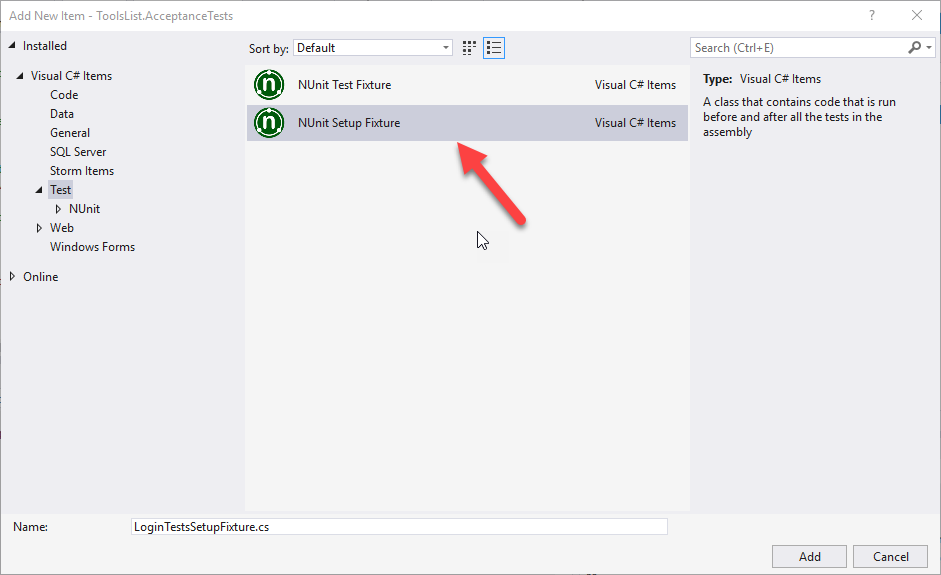 Add New Item - ToolsList.AcceptanceTests
?
Installed
Sort by: Default
Search (Ctrl+E)
Visual C# Items
Code
Data
General
SQL Server
Storm Items
Test
NUnit
Web
Windows Forms
Online
NUnit Test Fixture Visual C# Items
NUnit Setup Fixture Visual C# Items
Type: Visual C# Items
A class that contains code that is run
before and after all the tests in the
assembly
Name: LoginTestsSetupFixture.cs
Add Cancel